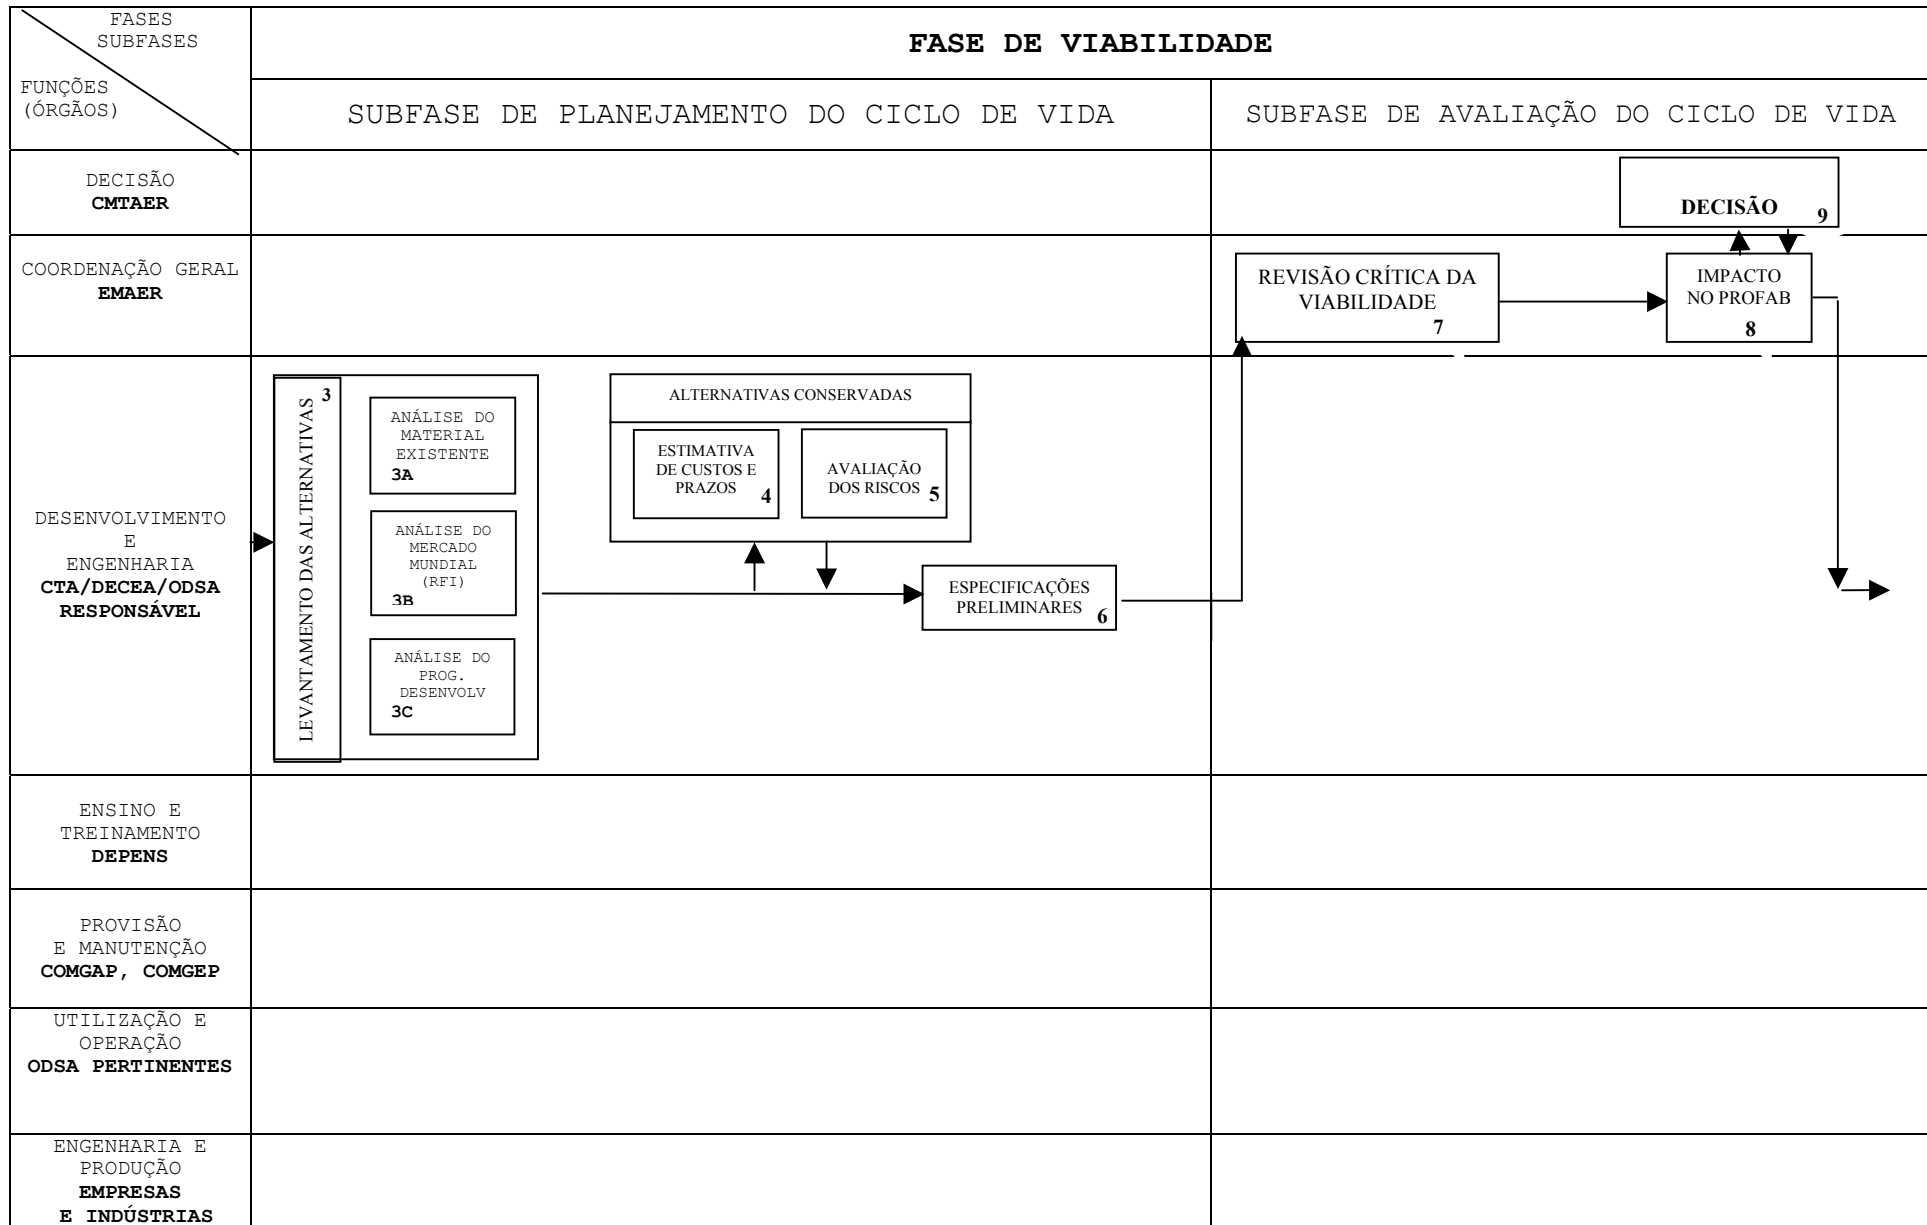 FASES
SUBFASES
FUNÇÕES
(ÓRGÃOS)
FASE DE VIABILIDADE
SUBFASE DE PLANEJAMENTO DO CICLO DE VIDA
SUBFASE DE AVALIAÇÃO DO CICLO DE VIDA
DECISÃO
CMTAER
DECISÃO 9
COORDENAÇÃO GERAL
EMAER
REVISÃO CRÍTICA DA
VIABILIDADE
7
IMPACTO
NO PROFAB
8
DESENVOLVIMENTO
E
ENGENHARIA
CTA/DECEA/ODSA
RESPONSÁVEL
LEVANTAMENTO DAS ALTERNATIVAS
3
ANÁLISE DO
MATERIAL
EXISTENTE
3A
ANÁLISE DO
MERCADO
MUNDIAL
(RFI)
3B
ANÁLISE DO
PROG.
DESENVOLV
3C
ALTERNATIVAS CONSERVADAS
ESTIMATIVA
DE CUSTOS E
PRAZOS 4
AVALIAÇÃO
DOS RISCOS 5
ESPECIFICAÇÕES
PRELIMINARES 6
ENSINO E
TREINAMENTO
DEPENS
PROVISÃO
E MANUTENÇÃO
COMGAP, COMGEP
UTILIZAÇÃO E
OPERAÇÃO
ODSA PERTINENTES
ENGENHARIA E
PRODUÇÃO
EMPRESAS
E INDÚSTRIAS